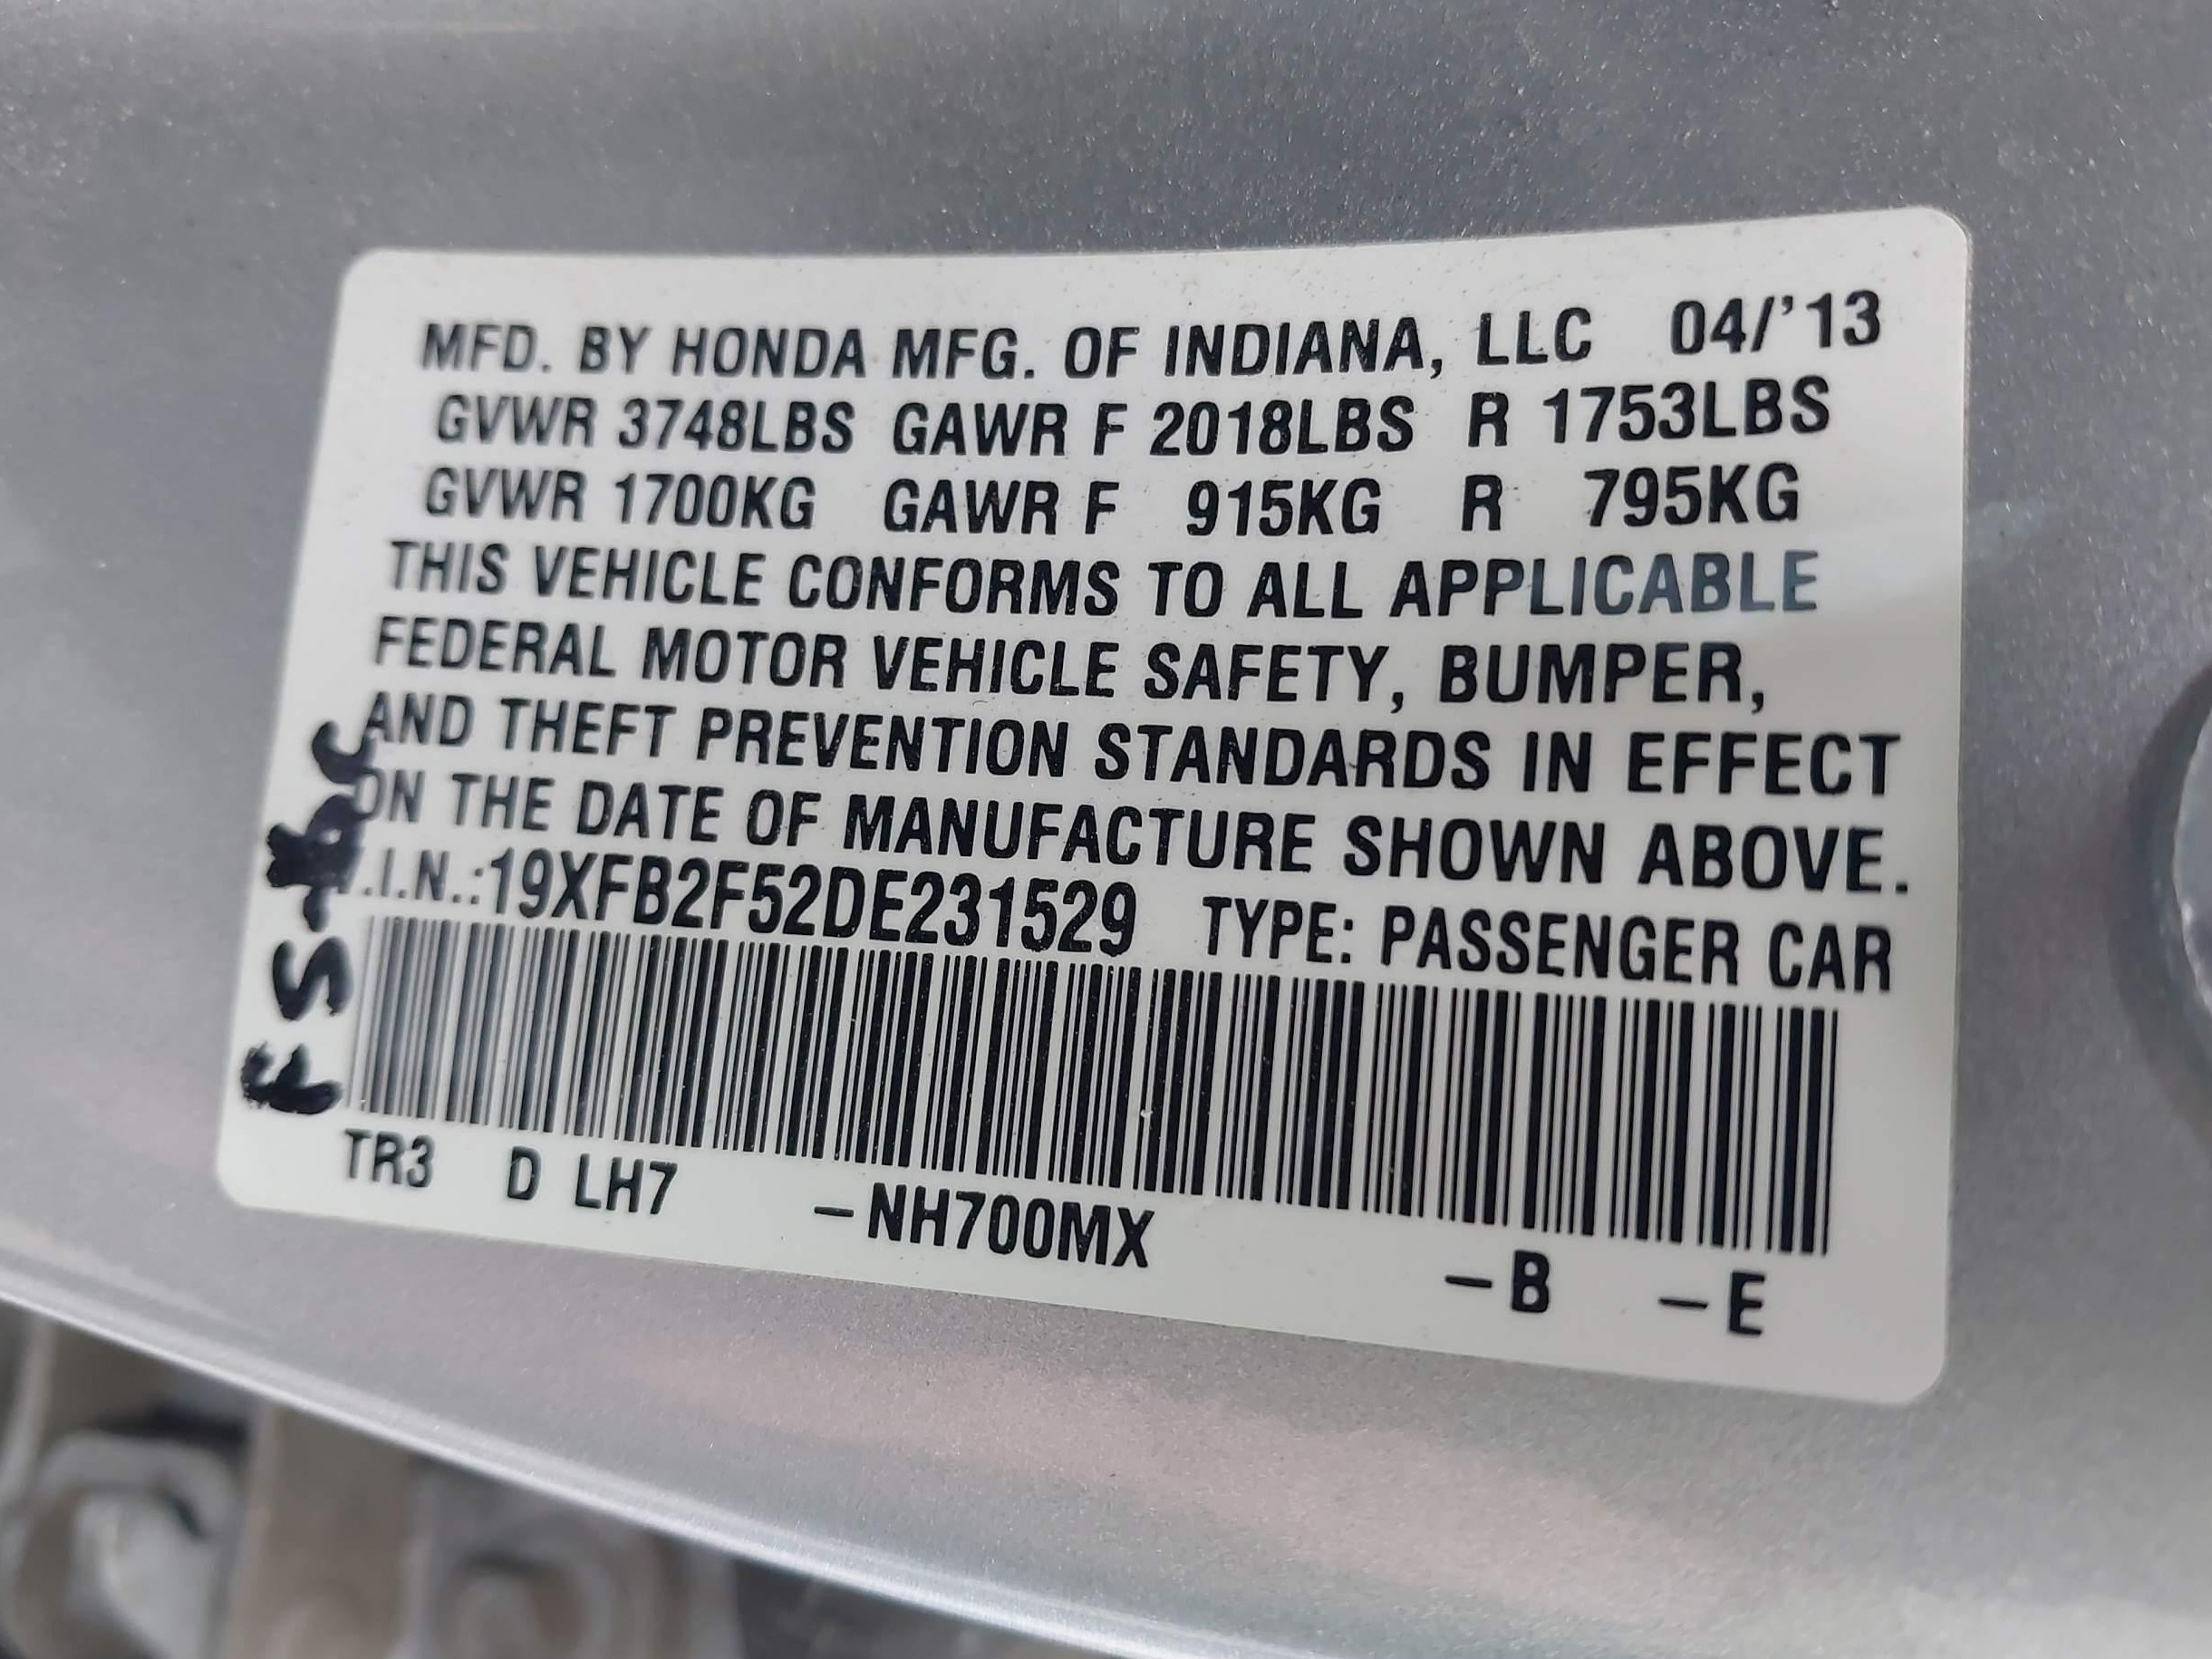 MFD. BY HONDA MFG. OF INDIANA, LLC 04/'13
GVWR 3748LBS GAWR F 2018LBS R 1753LBS
GVWR 1700KG GAWR F 915KG R 795KG
THIS VEHICLE CONFORMS TO ALL APPLICABLE
FEDERAL MOTOR VEHICLE SAFETY, BUMPER,
AND THEFT PREVENTION STANDARDS IN EFFECT
ON THE DATE OF MANUFACTURE SHOWN ABOVE.
V.I.N.:19XFB2F52DE231529 TYPE: PASSENGER CAR
TR3 D LH7 –NH700MX –B –E